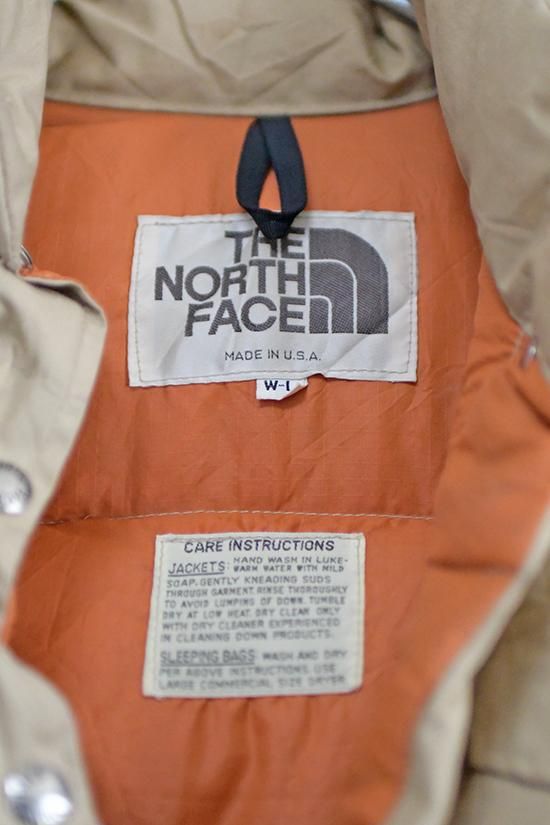 THE
NORTH
FACE
MADE IN U.S.A.
CARE INSTRUCTIONS
JACKETS: HAND WASH IN LUKE-
WARM WATER WITH MILD
SOAP, GENTLY KNEADING SUDS
THROUGH GARMENT. RINSE THOROUGHLY
TO AVOID LUMPING OF DOWN. TUMBLE
DRY AT LOW HEAT. DRY CLEAN ONLY
WITH DRY CLEANER EXPERIENCED
IN CLEANING DOWN PRODUCTS.
SLEEPING BAGS: WASH AND DRY
PER ABOVE INSTRUCTIONS. USE
LARGE COMMERCIAL SIZE DRYER.